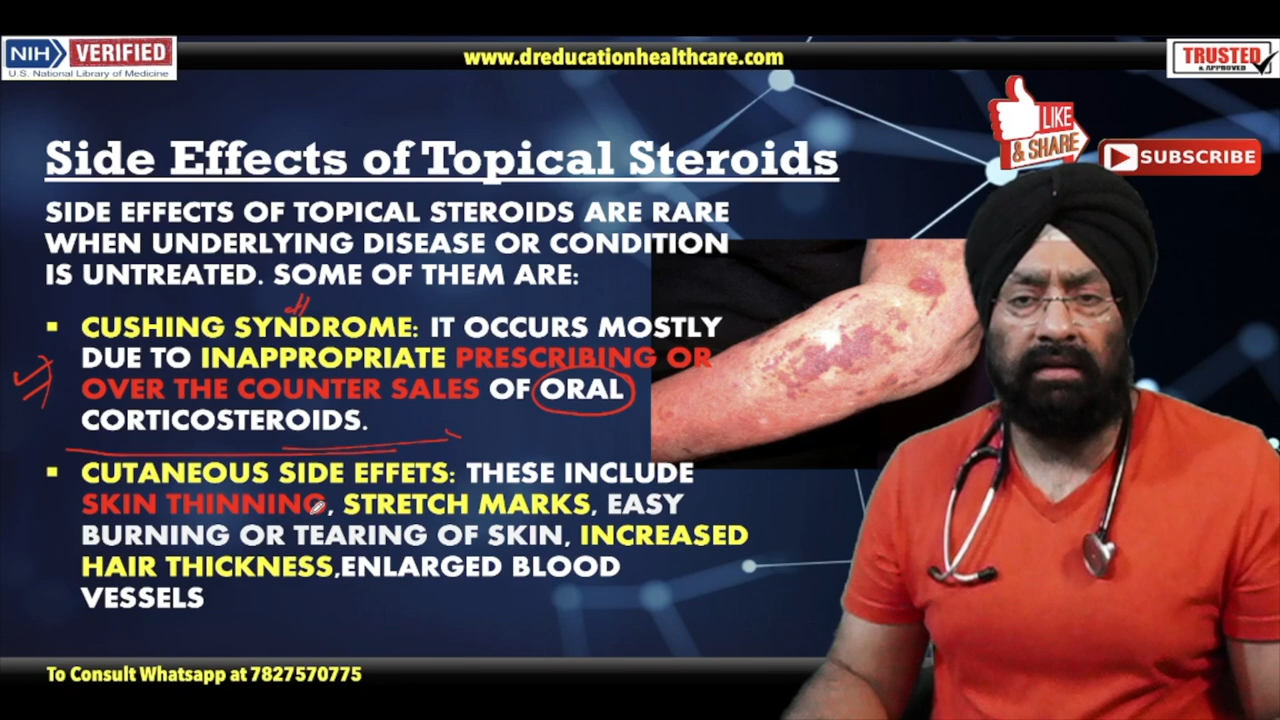 NIH VERIFIED
U.S. National Library of Medicine
www.dreducationhealthcare.com
TRUSTED
& APPROVED
LIKE
& SHARE
SUBSCRIBE
Side Effects of Topical Steroids
SIDE EFFECTS OF TOPICAL STEROIDS ARE RARE
WHEN UNDERLYING DISEASE OR CONDITION
IS UNTREATED. SOME OF THEM ARE:
▪ CUSHING SYNDROME: IT OCCURS MOSTLY
DUE TO INAPPROPRIATE PRESCRIBING OR
OVER THE COUNTER SALES OF ORAL
CORTICOSTEROIDS.
▪ CUTANEOUS SIDE EFFETS: THESE INCLUDE
SKIN THINNING, STRETCH MARKS, EASY
BURNING OR TEARING OF SKIN, INCREASED
HAIR THICKNESS,ENLARGED BLOOD
VESSELS
To Consult Whatsapp at 7827570775